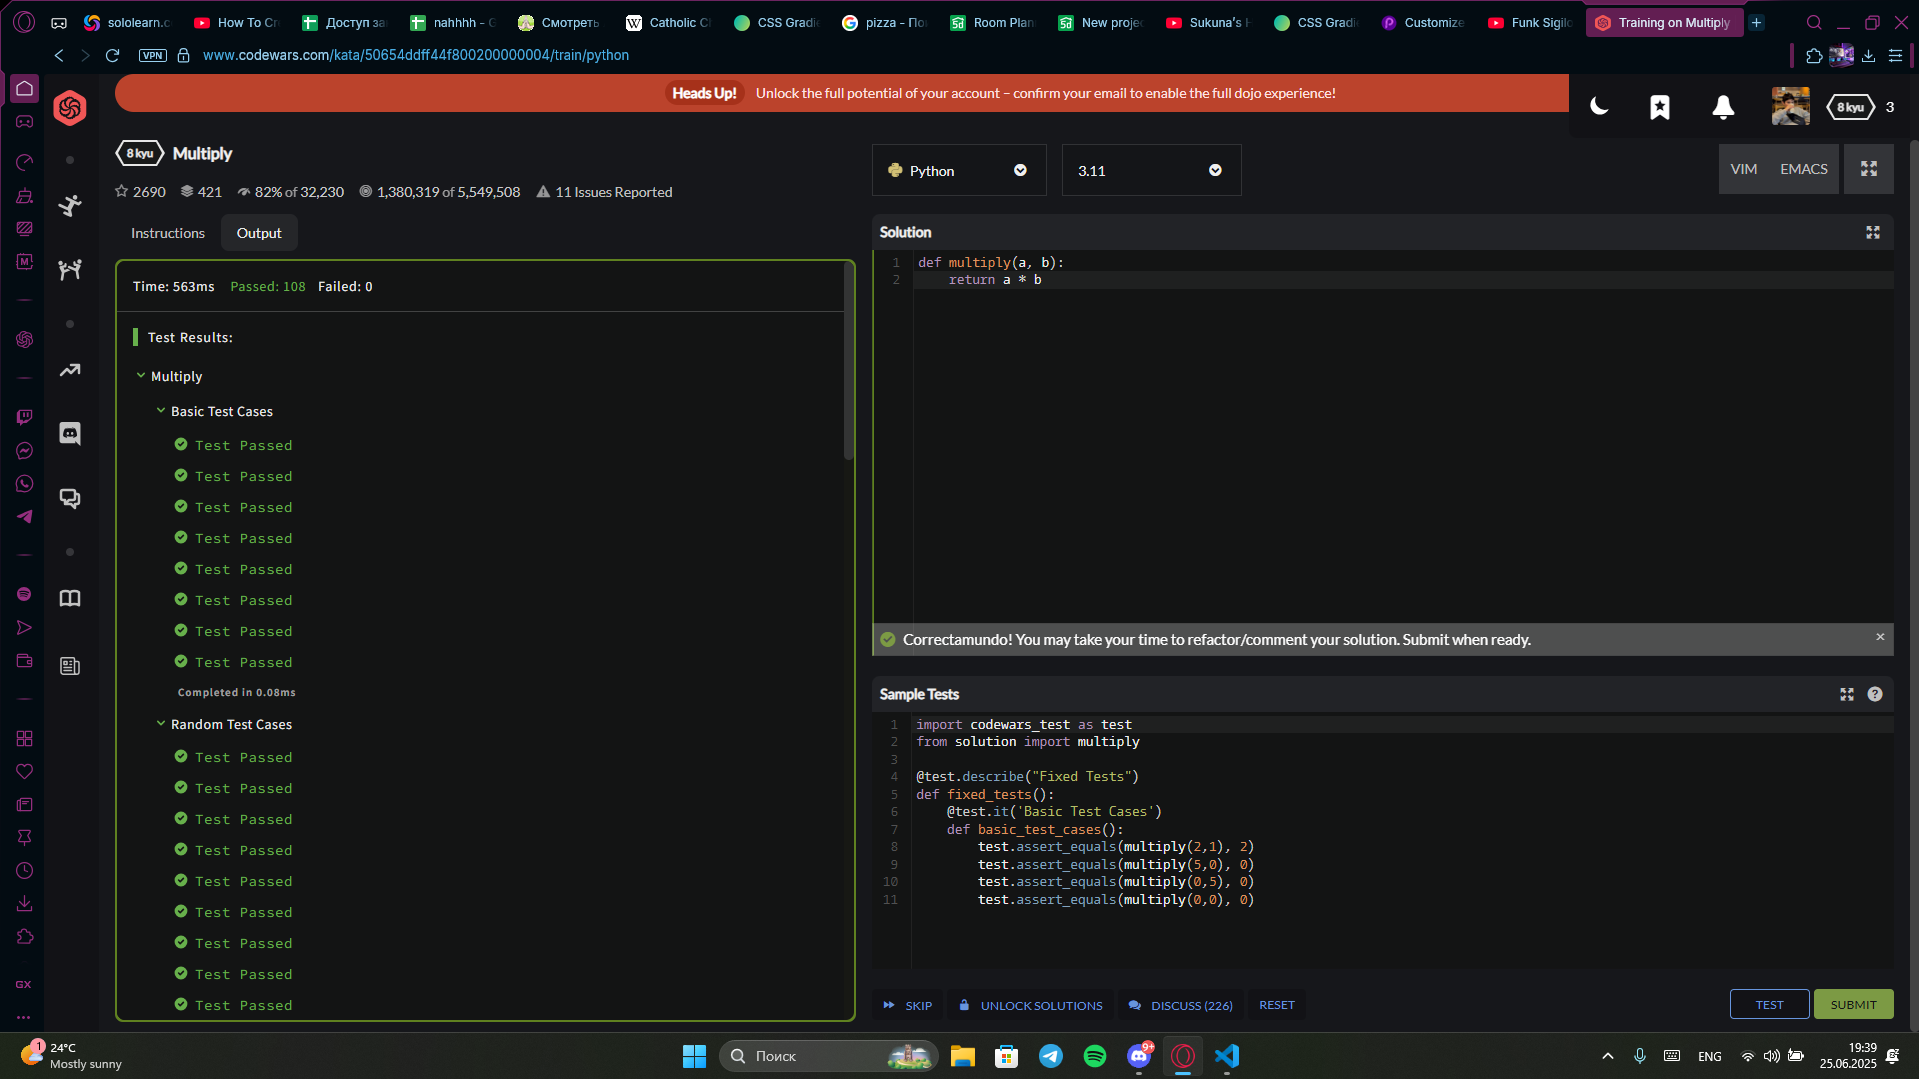 sololearn.c
How To Cr
Доступ за
nahhhh - G
Смотреть
Catholic Ch
CSS Gradie
pizza - По
Room Plan
New projec
Sukuna's H
CSS Gradi
Customize
Funk Sigilo
Training on Multiply
VPN
www.codewars.com/kata/50654ddff44f800200000004/train/python
Heads Up! Unlock the full potential of your account – confirm your email to enable the full dojo experience!
8 kyu 3
8 kyu Multiply
2690 421 82% of 32,230 1,380,319 of 5,549,508 11 Issues Reported
Python
3.11
VIM EMACS
Instructions Output
Time: 563ms Passed: 108 Failed: 0
Test Results:
Multiply
Basic Test Cases
Test Passed
Test Passed
Test Passed
Test Passed
Test Passed
Test Passed
Test Passed
Test Passed
Completed in 0.08ms
Random Test Cases
Test Passed
Test Passed
Test Passed
Test Passed
Test Passed
Test Passed
Test Passed
Test Passed
Test Passed
Solution
1 def multiply(a, b):
2 return a * b
Correctamundo! You may take your time to refactor/comment your solution. Submit when ready.
Sample Tests
1 import codewars_test as test
2 from solution import multiply
3
4 @test.describe("Fixed Tests")
5 def fixed_tests():
6 @test.it('Basic Test Cases')
7 def basic_test_cases():
8 test.assert_equals(multiply(2,1), 2)
9 test.assert_equals(multiply(5,0), 0)
10 test.assert_equals(multiply(0,5), 0)
11 test.assert_equals(multiply(0,0), 0)
SKIP UNLOCK SOLUTIONS DISCUSS (226) RESET
TEST SUBMIT
GX
1
24°C
Mostly sunny
Поиск
9+
ENG
19:39
25.06.2025